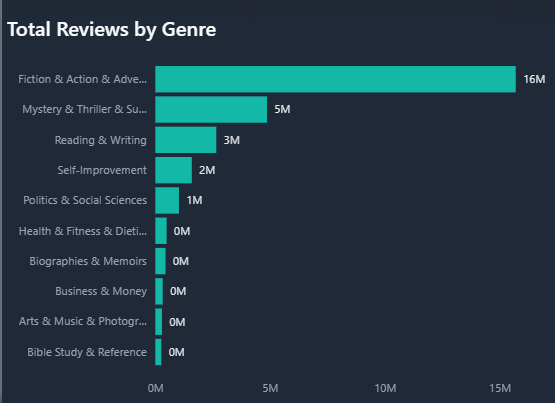 Total Reviews by Genre
Fiction & Action & Adve... 16M
Mystery & Thriller & Su... 5M
Reading & Writing 3M
Self-Improvement 2M
Politics & Social Sciences 1M
Health & Fitness & Dieti... 0M
Biographies & Memoirs 0M
Business & Money 0M
Arts & Music & Photogr... 0M
Bible Study & Reference 0M
0M 5M 10M 15M